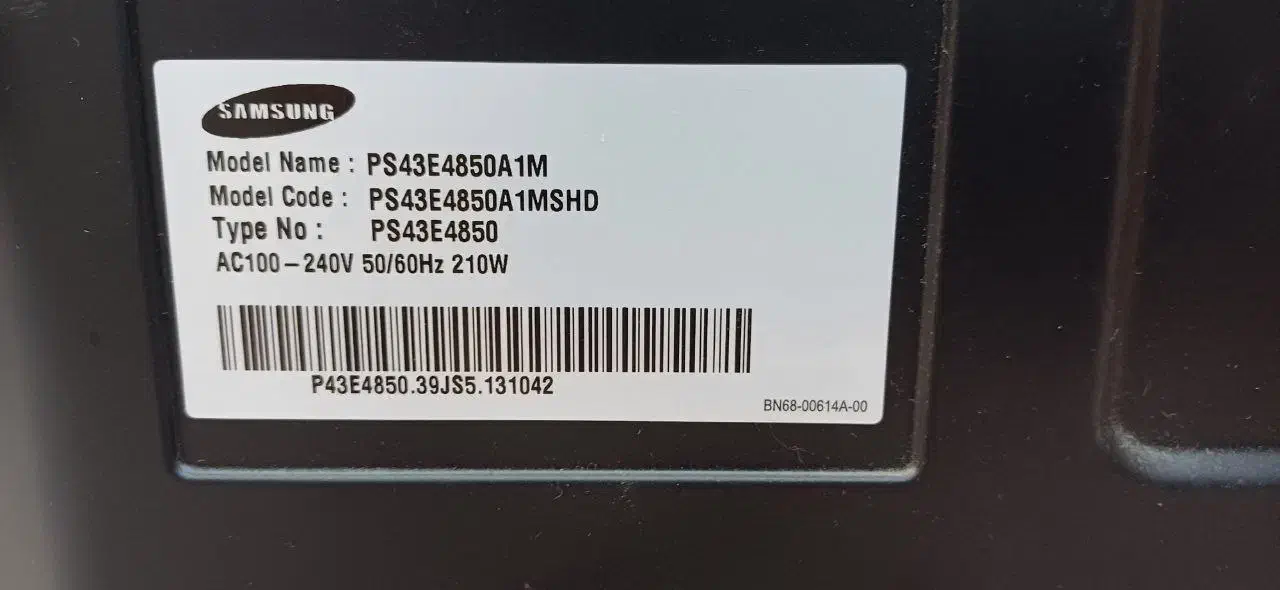 SAMSUNG
Model Name : PS43E4850A1M
Model Code : PS43E4850A1MSHD
Type No : PS43E4850
AC100-240V 50/60Hz 210W
P43E4850.39JS5.131042
BN68-00614A-00